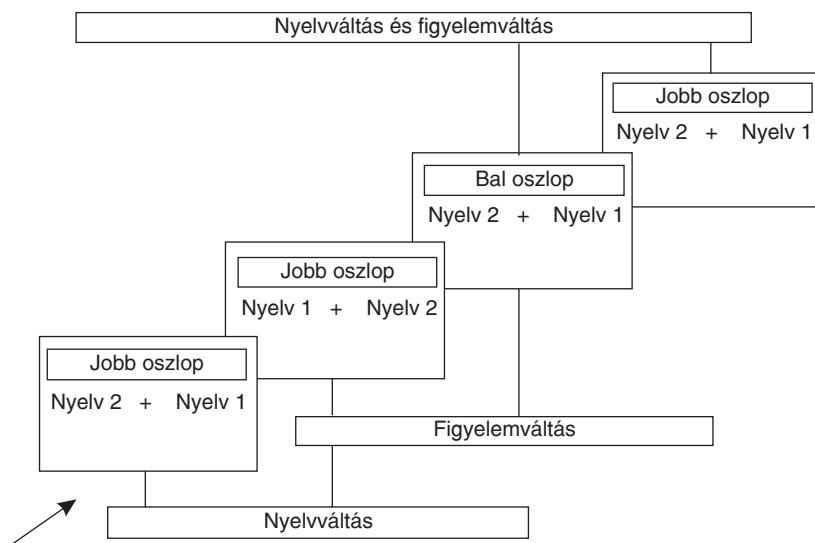 Nyelvváltás és figyelemváltás
Jobb oszlop
Nyelv 2 + Nyelv 1
Bal oszlop
Nyelv 2 + Nyelv 1
Jobb oszlop
Nyelv 1 + Nyelv 2
Jobb oszlop
Nyelv 2 + Nyelv 1
Figyelemváltás
Nyelvváltás